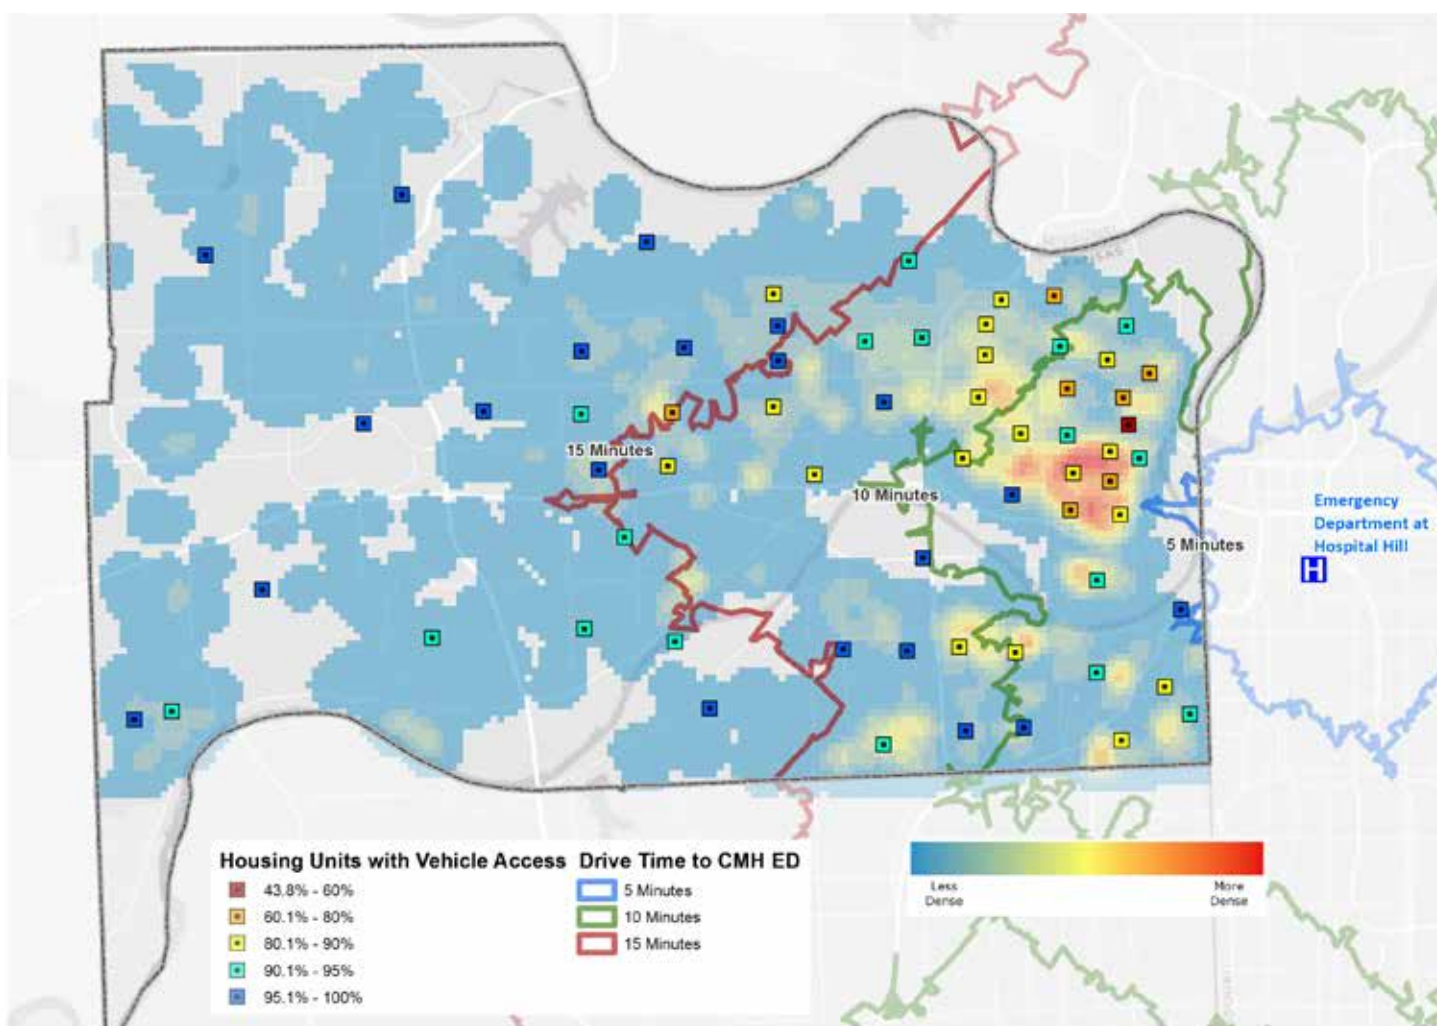 KANSAS
15 Minutes
10 Minutes
5 Minutes
Emergency
Department at
Hospital Hill
H
Housing Units with Vehicle Access
43.8% - 60%
60.1% - 80%
80.1% - 90%
90.1% - 95%
95.1% - 100%
Drive Time to CMH ED
5 Minutes
10 Minutes
15 Minutes
Less
Dense
More
Dense